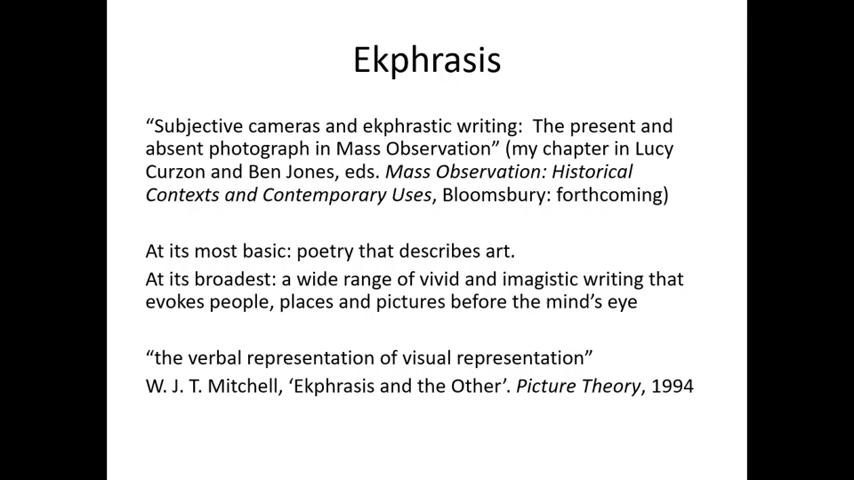 Ekphrasis
“Subjective cameras and ekphrastic writing:  The present and
absent photograph in Mass Observation” (my chapter in Lucy
Curzon and Ben Jones, eds. Mass Observation: Historical
Contexts and Contemporary Uses, Bloomsbury: forthcoming)
At its most basic: poetry that describes art.
At its broadest: a wide range of vivid and imagistic writing that
evokes people, places and pictures before the mind’s eye
“the verbal representation of visual representation”
W. J. T. Mitchell, ‘Ekphrasis and the Other’. Picture Theory, 1994